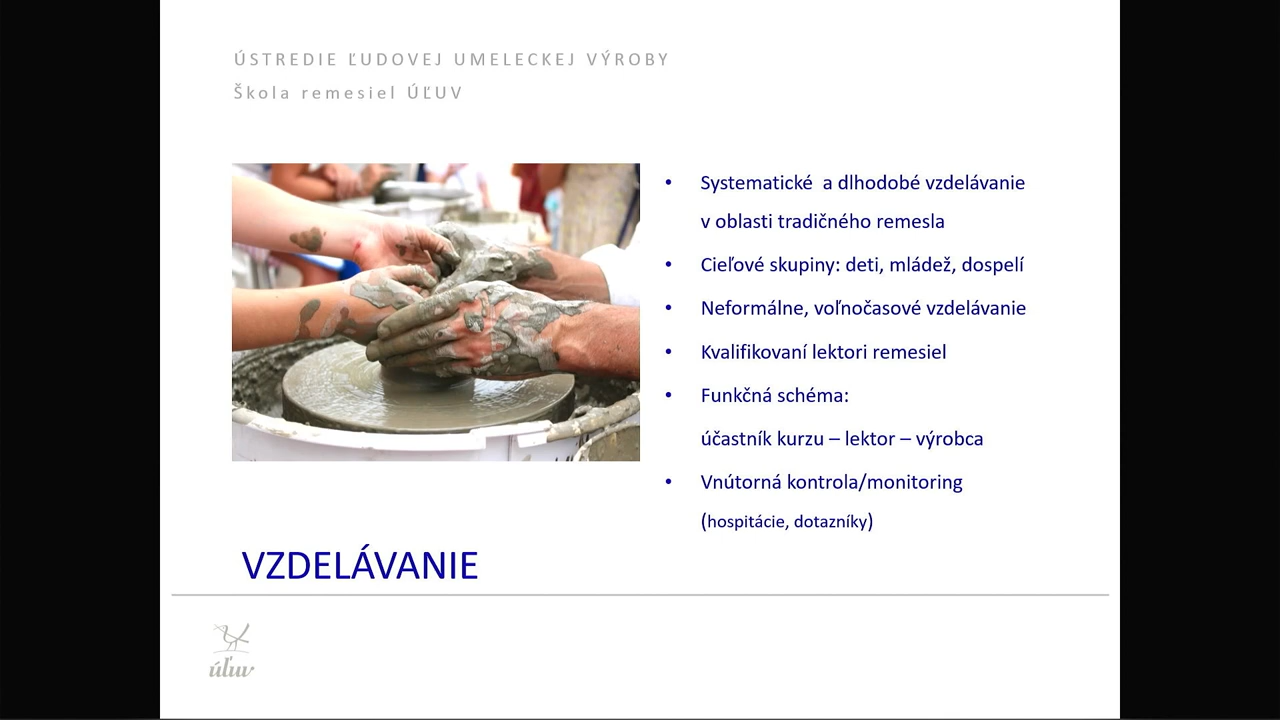 ÚSTREDIE ĽUDOVEJ UMELECKEJ VÝROBY
Škola remesiel ÚĽUV
• Systematické  a dlhodobé vzdelávanie
v oblasti tradičného remesla
• Cieľové skupiny: deti, mládež, dospelí
• Neformálne, voľnočasové vzdelávanie
• Kvalifikovaní lektori remesiel
• Funkčná schéma:
účastník kurzu – lektor – výrobca
• Vnútorná kontrola/monitoring
(hospitácie, dotazníky)
VZDELÁVANIE
úľuv